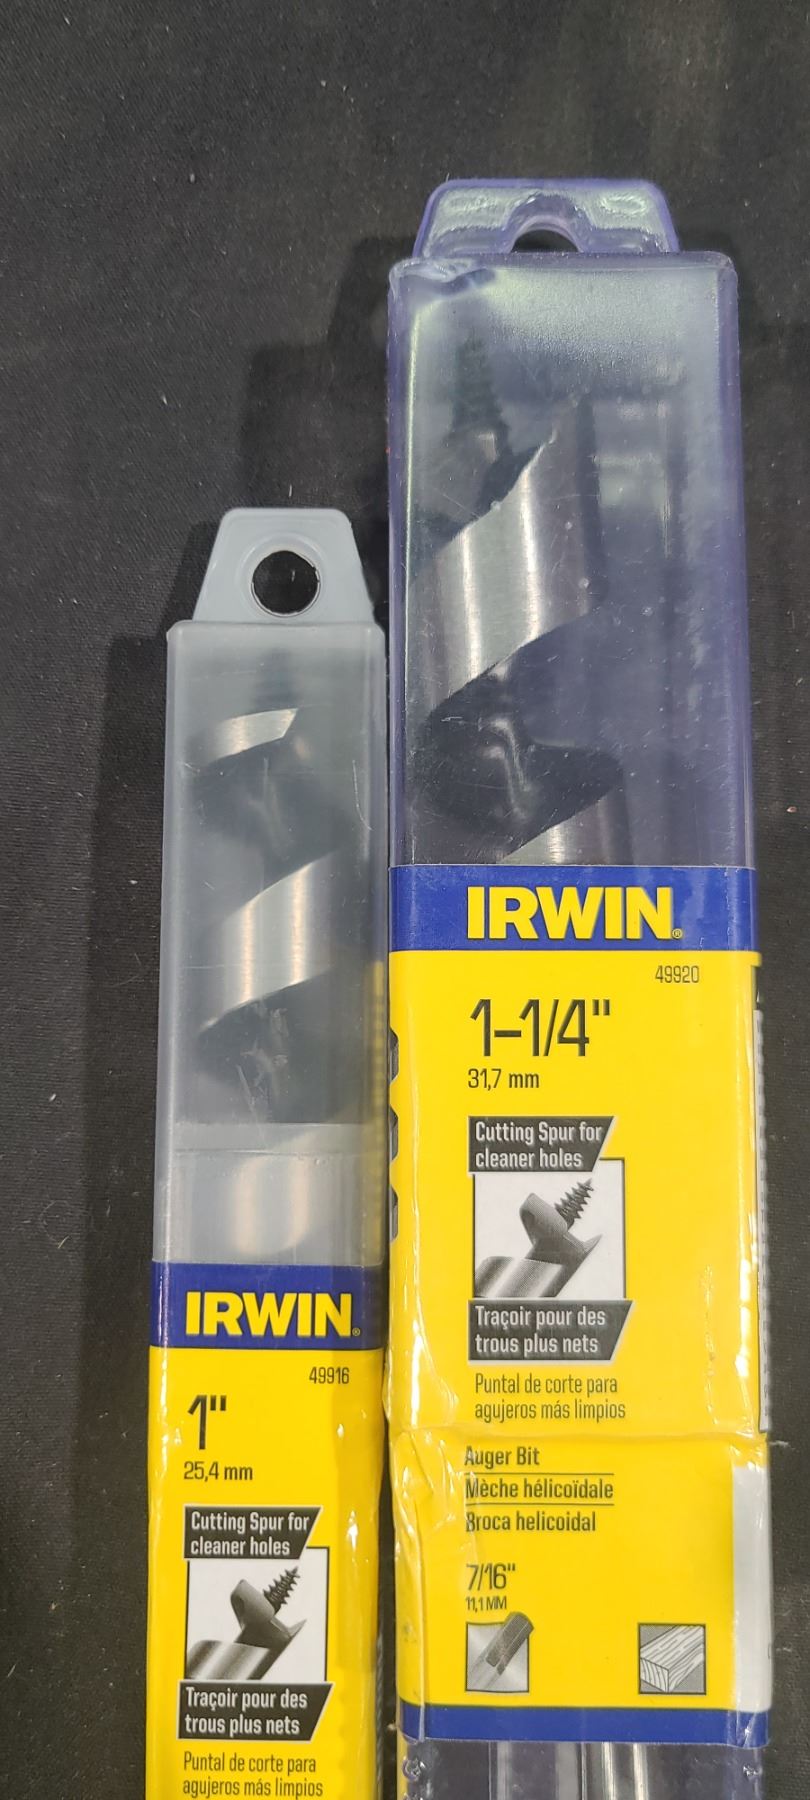 IRWIN®
49920
1-1/4"
31,7 mm
Cutting Spur for
cleaner holes
Traçoir pour des
trous plus nets
Puntal de corte para
agujeros más limpios
Auger Bit
Mèche hélicoïdale
Broca helicoidal
7/16"
11,1 MM
IRWIN®
49916
1"
25,4 mm
Cutting Spur for
cleaner holes
Traçoir pour des
trous plus nets
Puntal de corte para
agujeros más limpios